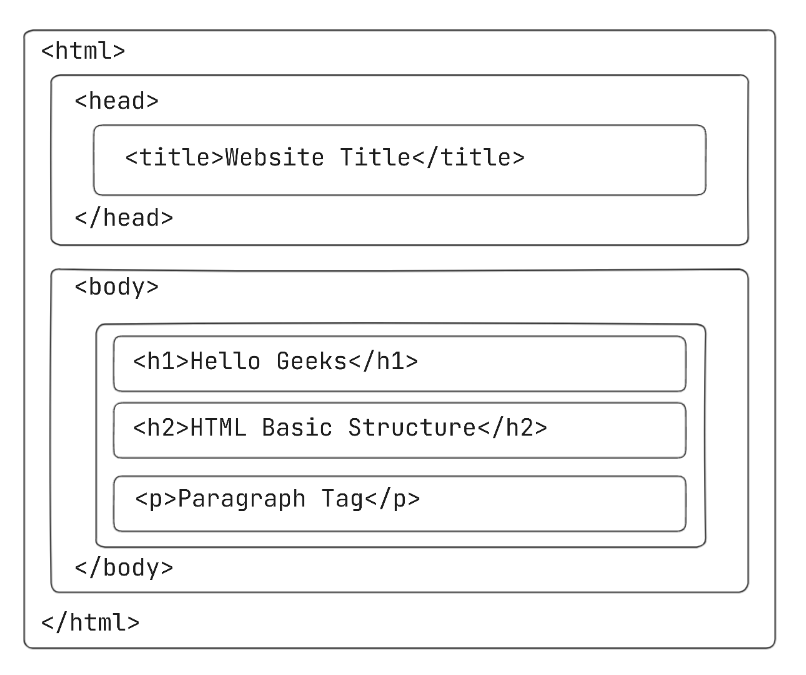 <html>
<head>
<title>Website Title</title>
</head>
<body>
<h1>Hello Geeks</h1>
<h2>HTML Basic Structure</h2>
<p>Paragraph Tag</p>
</body>
</html>